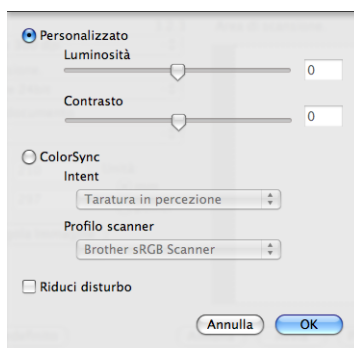 Personalizzato
Luminosità
0
Contrasto
0
ColorSync
Intent
Taratura in percezione
Profilo scanner
Brother sRGB Scanner
Riduci disturbo
Annulla OK